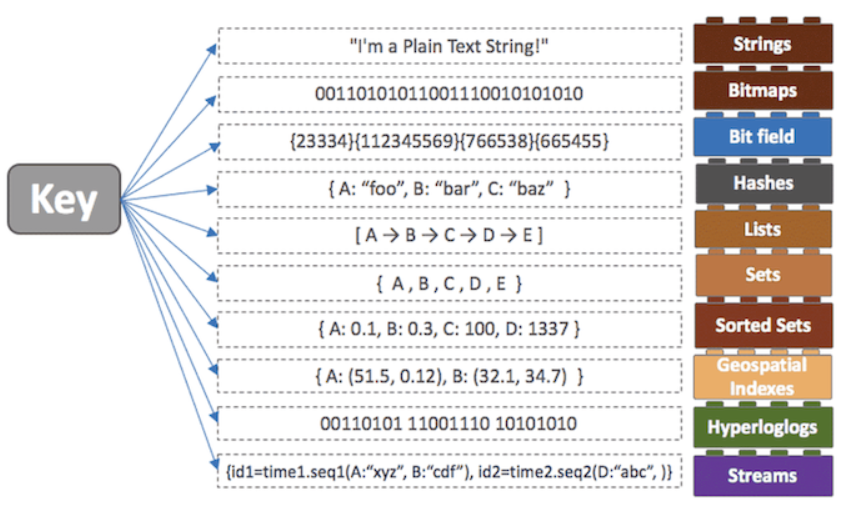 "I'm a Plain Text String!"
Strings
00110101011001110010101010
Bitmaps
{23334}{112345569}{766538}{665455}
Bit field
Key
{ A: “foo”, B: “bar”, C: “baz” }
Hashes
[ A → B → C → D → E ]
Lists
{ A , B , C , D , E }
Sets
{ A: 0.1, B: 0.3, C: 100, D: 1337 }
Sorted Sets
{ A: (51.5, 0.12), B: (32.1, 34.7) }
Geospatial
Indexes
00110101 11001110 10101010
Hyperloglogs
{id1=time1.seq1(A:“xyz”, B:“cdf”), id2=time2.seq2(D:“abc”, )}
Streams